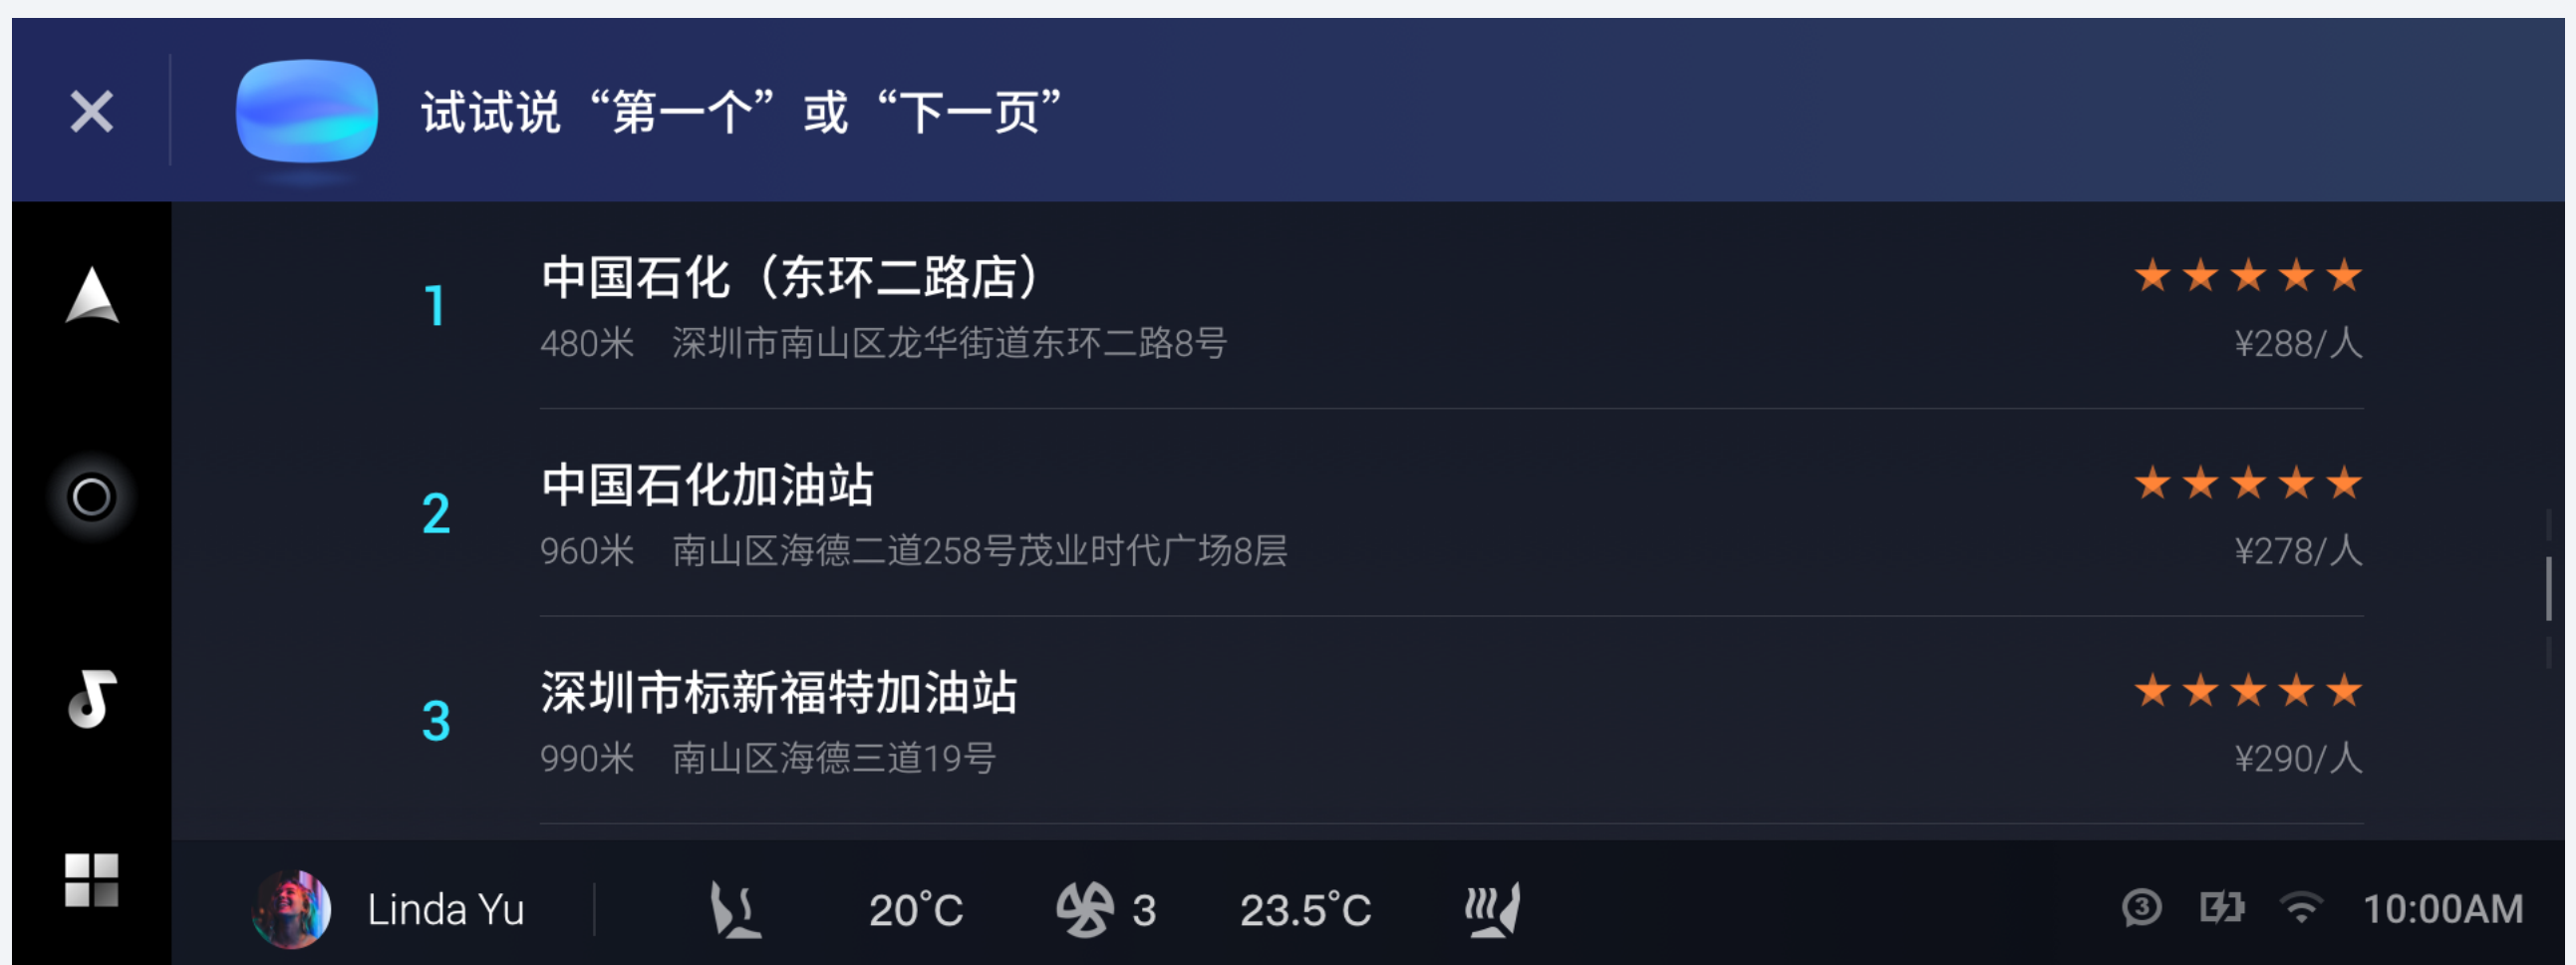 试试说“第一个”或“下一页”
1
中国石化（东环二路店）
480米 深圳市南山区龙华街道东环二路8号
¥288/人
2
中国石化加油站
960米 南山区海德二道258号茂业时代广场8层
¥278/人
3
深圳市标新福特加油站
990米 南山区海德三道19号
¥290/人
Linda Yu 20°C 3 23.5°C 3 10:00AM